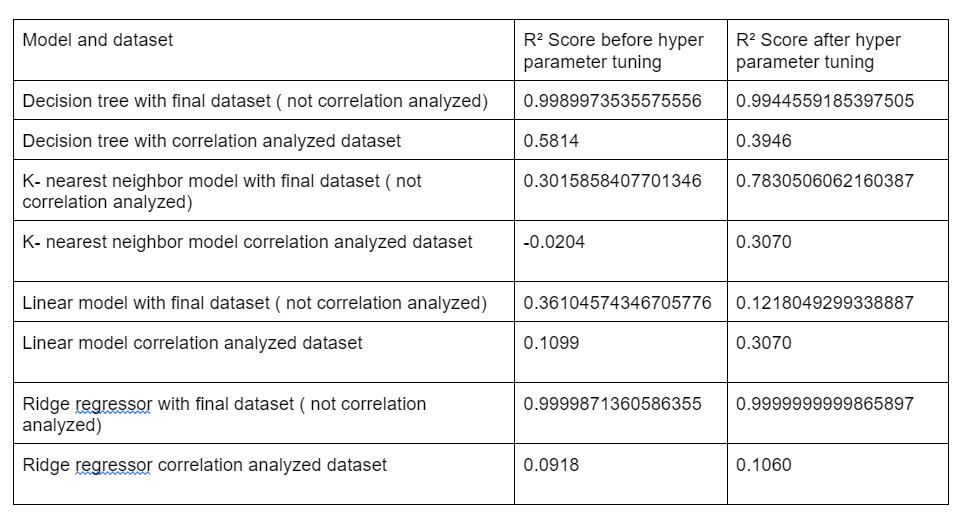 Model and dataset
R² Score before hyper
parameter tuning
R² Score after hyper
parameter tuning
Decision tree with final dataset ( not correlation analyzed)
0.9989973535575556
0.9944559185397505
Decision tree with correlation analyzed dataset
0.5814
0.3946
K- nearest neighbor model with final dataset ( not
correlation analyzed)
0.3015858407701346
0.7830506062160387
K- nearest neighbor model correlation analyzed dataset
-0.0204
0.3070
Linear model with final dataset ( not correlation analyzed)
0.36104574346705776
0.1218049299338887
Linear model correlation analyzed dataset
0.1099
0.3070
Ridge regressor with final dataset ( not correlation
analyzed)
0.9999871360586355
0.9999999999865897
Ridge regressor correlation analyzed dataset
0.0918
0.1060